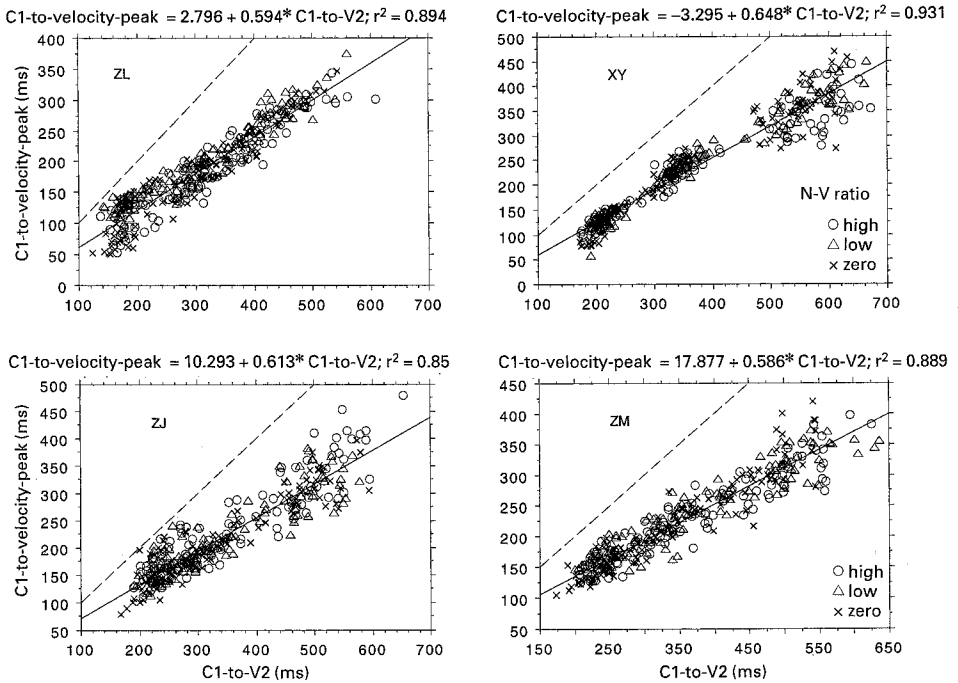 C1-to-velocity-peak = 2.796 + 0.594* C1-to-V2; r² = 0.894
C1-to-velocity-peak (ms)
400
350
300
250
200
150
100
50
0
ZL
100 200 300 400 500 600 700
C1-to-velocity-peak = –3.295 + 0.648* C1-to-V2; r² = 0.931
500
450
400
350
300
250
200
150
100
50
0
XY
N-V ratio
high
low
zero
100 200 300 400 500 600 700
C1-to-velocity-peak = 10.293 + 0.613* C1-to-V2; r² = 0.85
C1-to-velocity-peak (ms)
500
450
400
350
300
250
200
150
100
50
ZJ
100 200 300 400 500 600 700
C1-to-V2 (ms)
C1-to-velocity-peak = 17.877 + 0.586* C1-to-V2; r² = 0.889
450
400
350
300
250
200
150
100
50
ZM
high
low
zero
150 250 350 450 550 650
C1-to-V2 (ms)